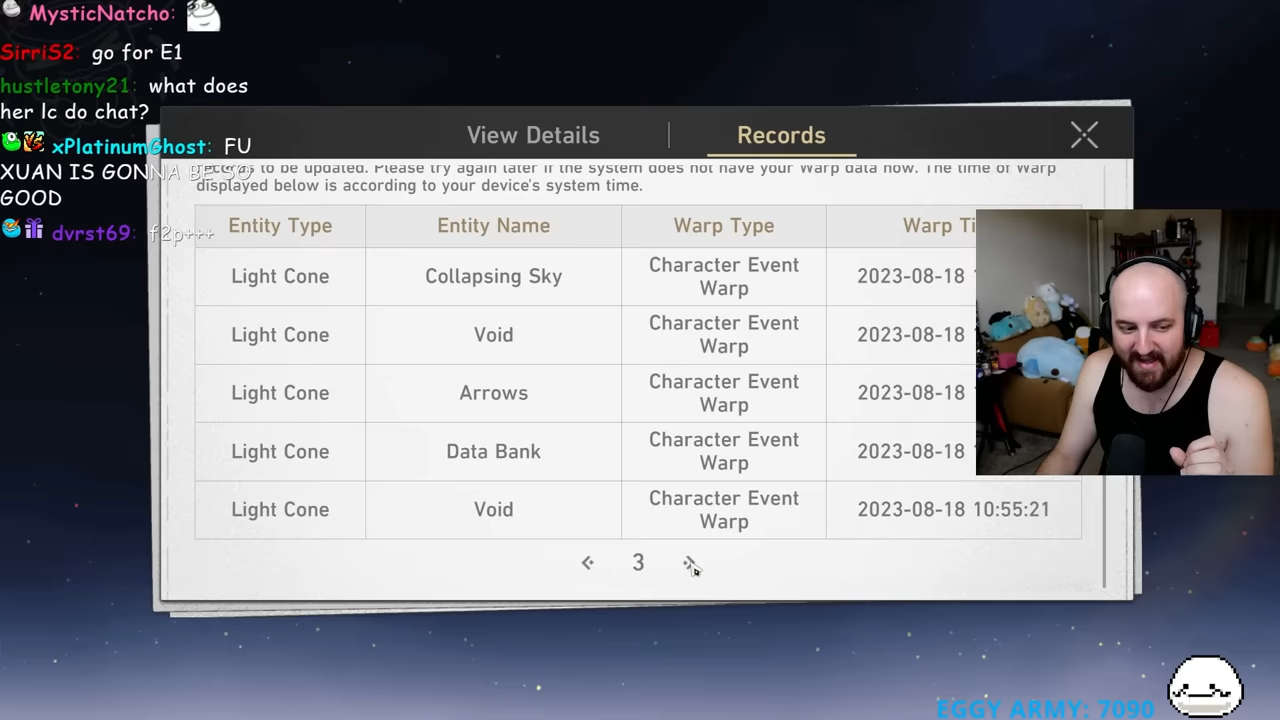 MysticNatcho:
SirriS2: go for E1
hustletony21: what does
her lc do chat?
xPlatinumGhost: FU
XUAN IS GONNA BE SO
GOOD
dvrst69: f2p+++
View Details
Records
records to be updated. Please try again later if the system does not have your Warp data now. The time of Warp
displayed below is according to your device's system time.
Entity Type Entity Name Warp Type Warp Ti
Light Cone Collapsing Sky Character Event Warp 2023-08-18
Light Cone Void Character Event Warp 2023-08-18
Light Cone Arrows Character Event Warp 2023-08-18
Light Cone Data Bank Character Event Warp 2023-08-18
Light Cone Void Character Event Warp 2023-08-18 10:55:21
3
EGGY ARMY: 7090